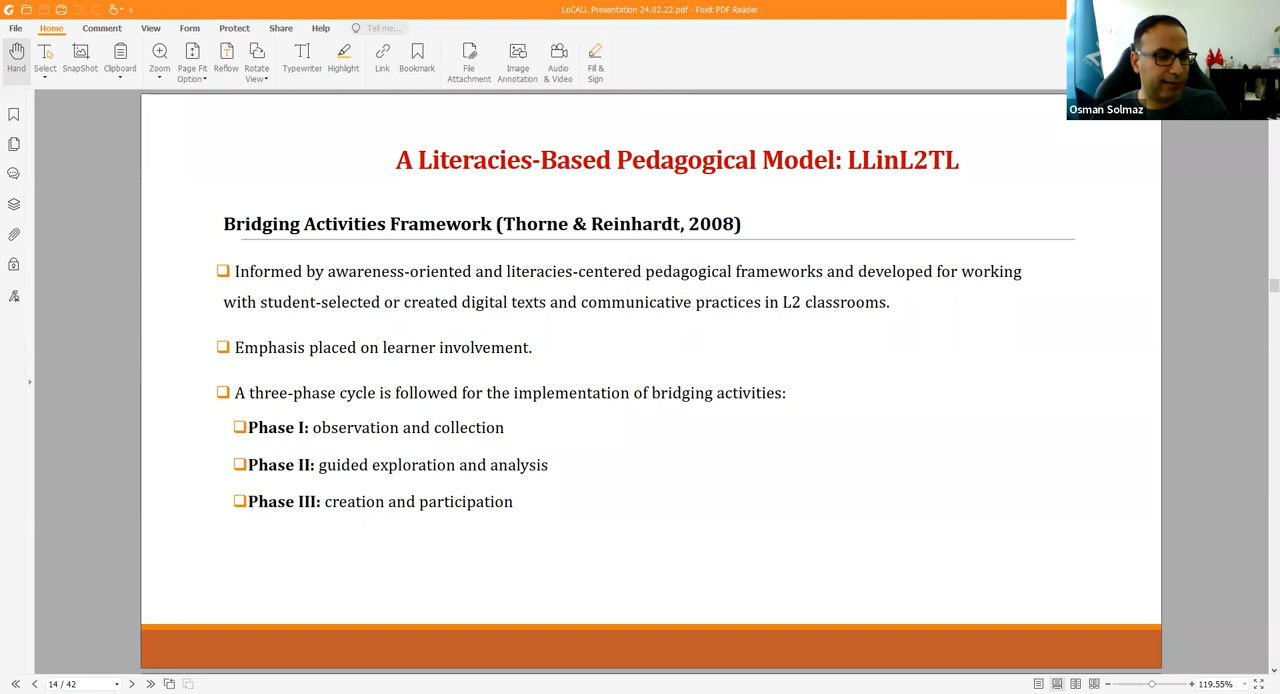 LoCALL Presentation 24.02.22.pdf - Foxit PDF Reader
File Home Comment View Form Protect Share Help Tell me...
Hand Select SnapShot Clipboard Zoom Page Fit Option Reflow Rotate View Typewriter Highlight Link Bookmark File Attachment Image Annotation Audio & Video Fill & Sign
Osman Solmaz
A Literacies-Based Pedagogical Model: LLinL2TL
Bridging Activities Framework (Thorne & Reinhardt, 2008)
Informed by awareness-oriented and literacies-centered pedagogical frameworks and developed for working
with student-selected or created digital texts and communicative practices in L2 classrooms.
Emphasis placed on learner involvement.
A three-phase cycle is followed for the implementation of bridging activities:
Phase I: observation and collection
Phase II: guided exploration and analysis
Phase III: creation and participation
14 / 42
119.55%